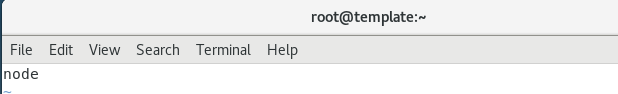 root@template:~
File Edit View Search Terminal Help
node
~